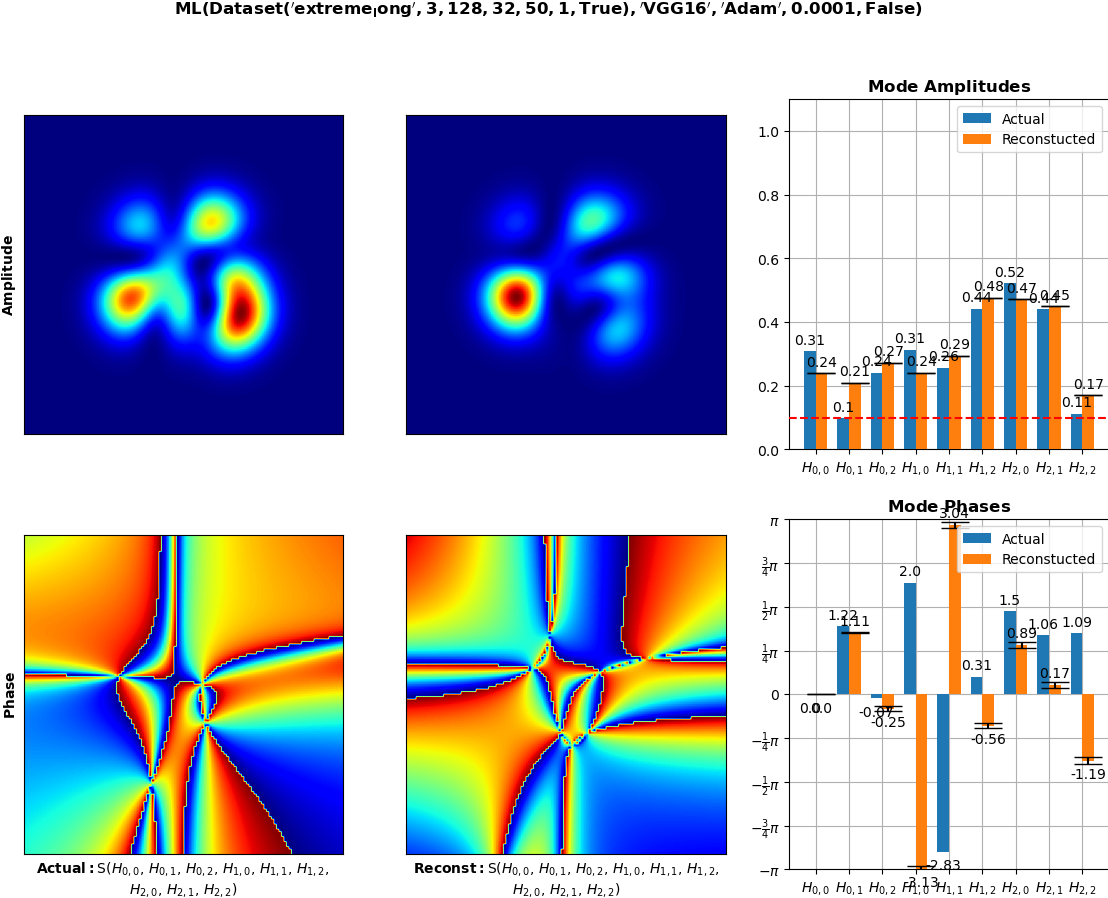 ML(Dataset('extreme_long', 3, 128, 32, 50, 1, True), 'VGG16', 'Adam', 0.0001, False)
Amplitude
Mode Amplitudes
Actual
Reconstucted
1.0
0.8
0.6
0.4
0.2
0.0
0.31 0.24
0.1 0.21
0.24 0.27
0.31 0.24
0.26 0.29
0.44 0.48
0.52 0.47
0.44 0.45
0.11 0.17
H0,0 H0,1 H0,2 H1,0 H1,1 H1,2 H2,0 H2,1 H2,2
Phase
Mode Phases
Actual
Reconstucted
π
3/4π
1/2π
1/4π
0
−1/4π
−1/2π
−3/4π
−π
0.0 0.0
1.22 1.11
-0.07 -0.25
2.0 -3.13
-2.83 3.04
0.31 -0.56
1.5 0.89
1.06 0.17
1.09 -1.19
H0,0 H0,1 H0,2 H1,0 H1,1 H1,2 H2,0 H2,1 H2,2
Actual: S(H0,0, H0,1, H0,2, H1,0, H1,1, H1,2,
H2,0, H2,1, H2,2)
Reconst: S(H0,0, H0,1, H0,2, H1,0, H1,1, H1,2,
H2,0, H2,1, H2,2)